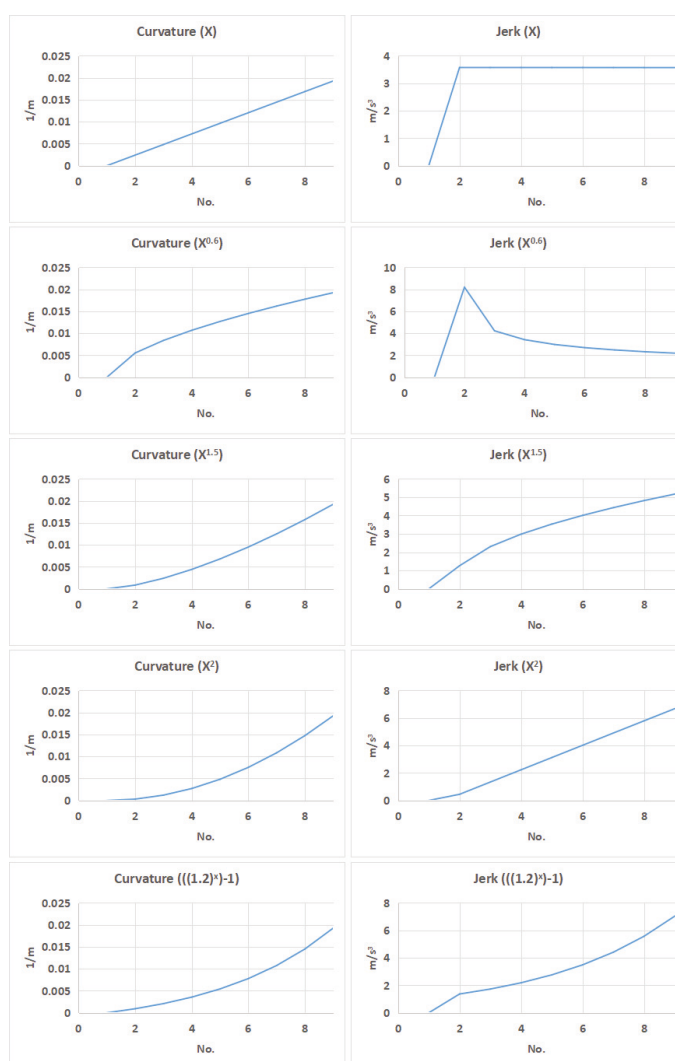 Curvature (X)
0.025
0.02
0.015
0.01
0.005
0
1/m
0 2 4 6 8
No.
Jerk (X)
4
3
2
1
0
m/s³
0 2 4 6 8
No.
Curvature (X⁰·⁶)
0.025
0.02
0.015
0.01
0.005
0
1/m
0 2 4 6 8
No.
Jerk (X⁰·⁶)
10
8
6
4
2
0
m/s³
0 2 4 6 8
No.
Curvature (X¹·⁵)
0.025
0.02
0.015
0.01
0.005
0
1/m
0 2 4 6 8
No.
Jerk (X¹·⁵)
6
5
4
3
2
1
0
m/s³
0 2 4 6 8
No.
Curvature (X²)
0.025
0.02
0.015
0.01
0.005
0
1/m
0 2 4 6 8
No.
Jerk (X²)
8
6
4
2
0
m/s³
0 2 4 6 8
No.
Curvature (((1.2)ˣ)-1)
0.025
0.02
0.015
0.01
0.005
0
1/m
0 2 4 6 8
No.
Jerk (((1.2)ˣ)-1)
8
6
4
2
0
m/s³
0 2 4 6 8
No.